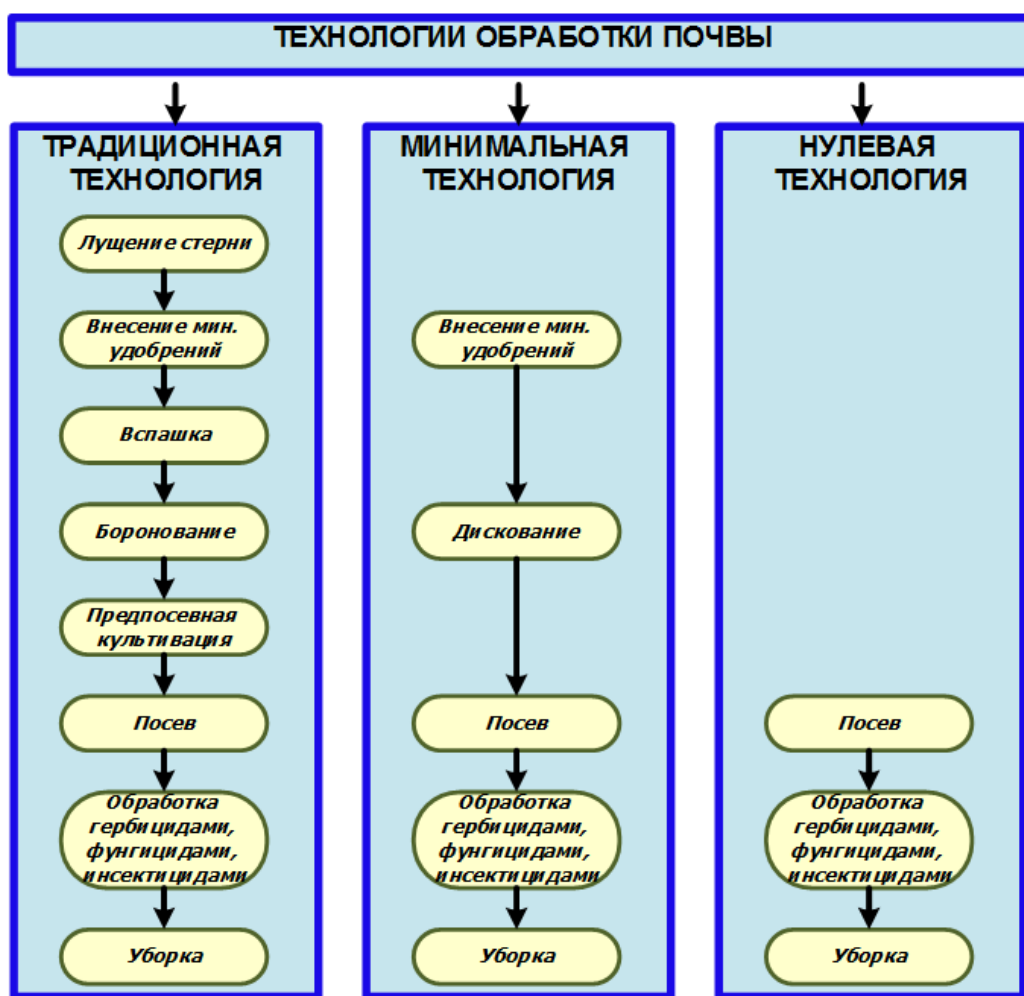 ТЕХНОЛОГИИ ОБРАБОТКИ ПОЧВЫ
ТРАДИЦИОННАЯ
ТЕХНОЛОГИЯ
Лущение стерни
Внесение мин.
удобрений
Вспашка
Боронование
Предпосевная
культивация
Посев
Обработка
гербицидами,
фунгицидами,
инсектицидами
Уборка
МИНИМАЛЬНАЯ
ТЕХНОЛОГИЯ
Внесение мин.
удобрений
Дискование
Посев
Обработка
гербицидами,
фунгицидами,
инсектицидами
Уборка
НУЛЕВАЯ
ТЕХНОЛОГИЯ
Посев
Обработка
гербицидами,
фунгицидами,
инсектицидами
Уборка